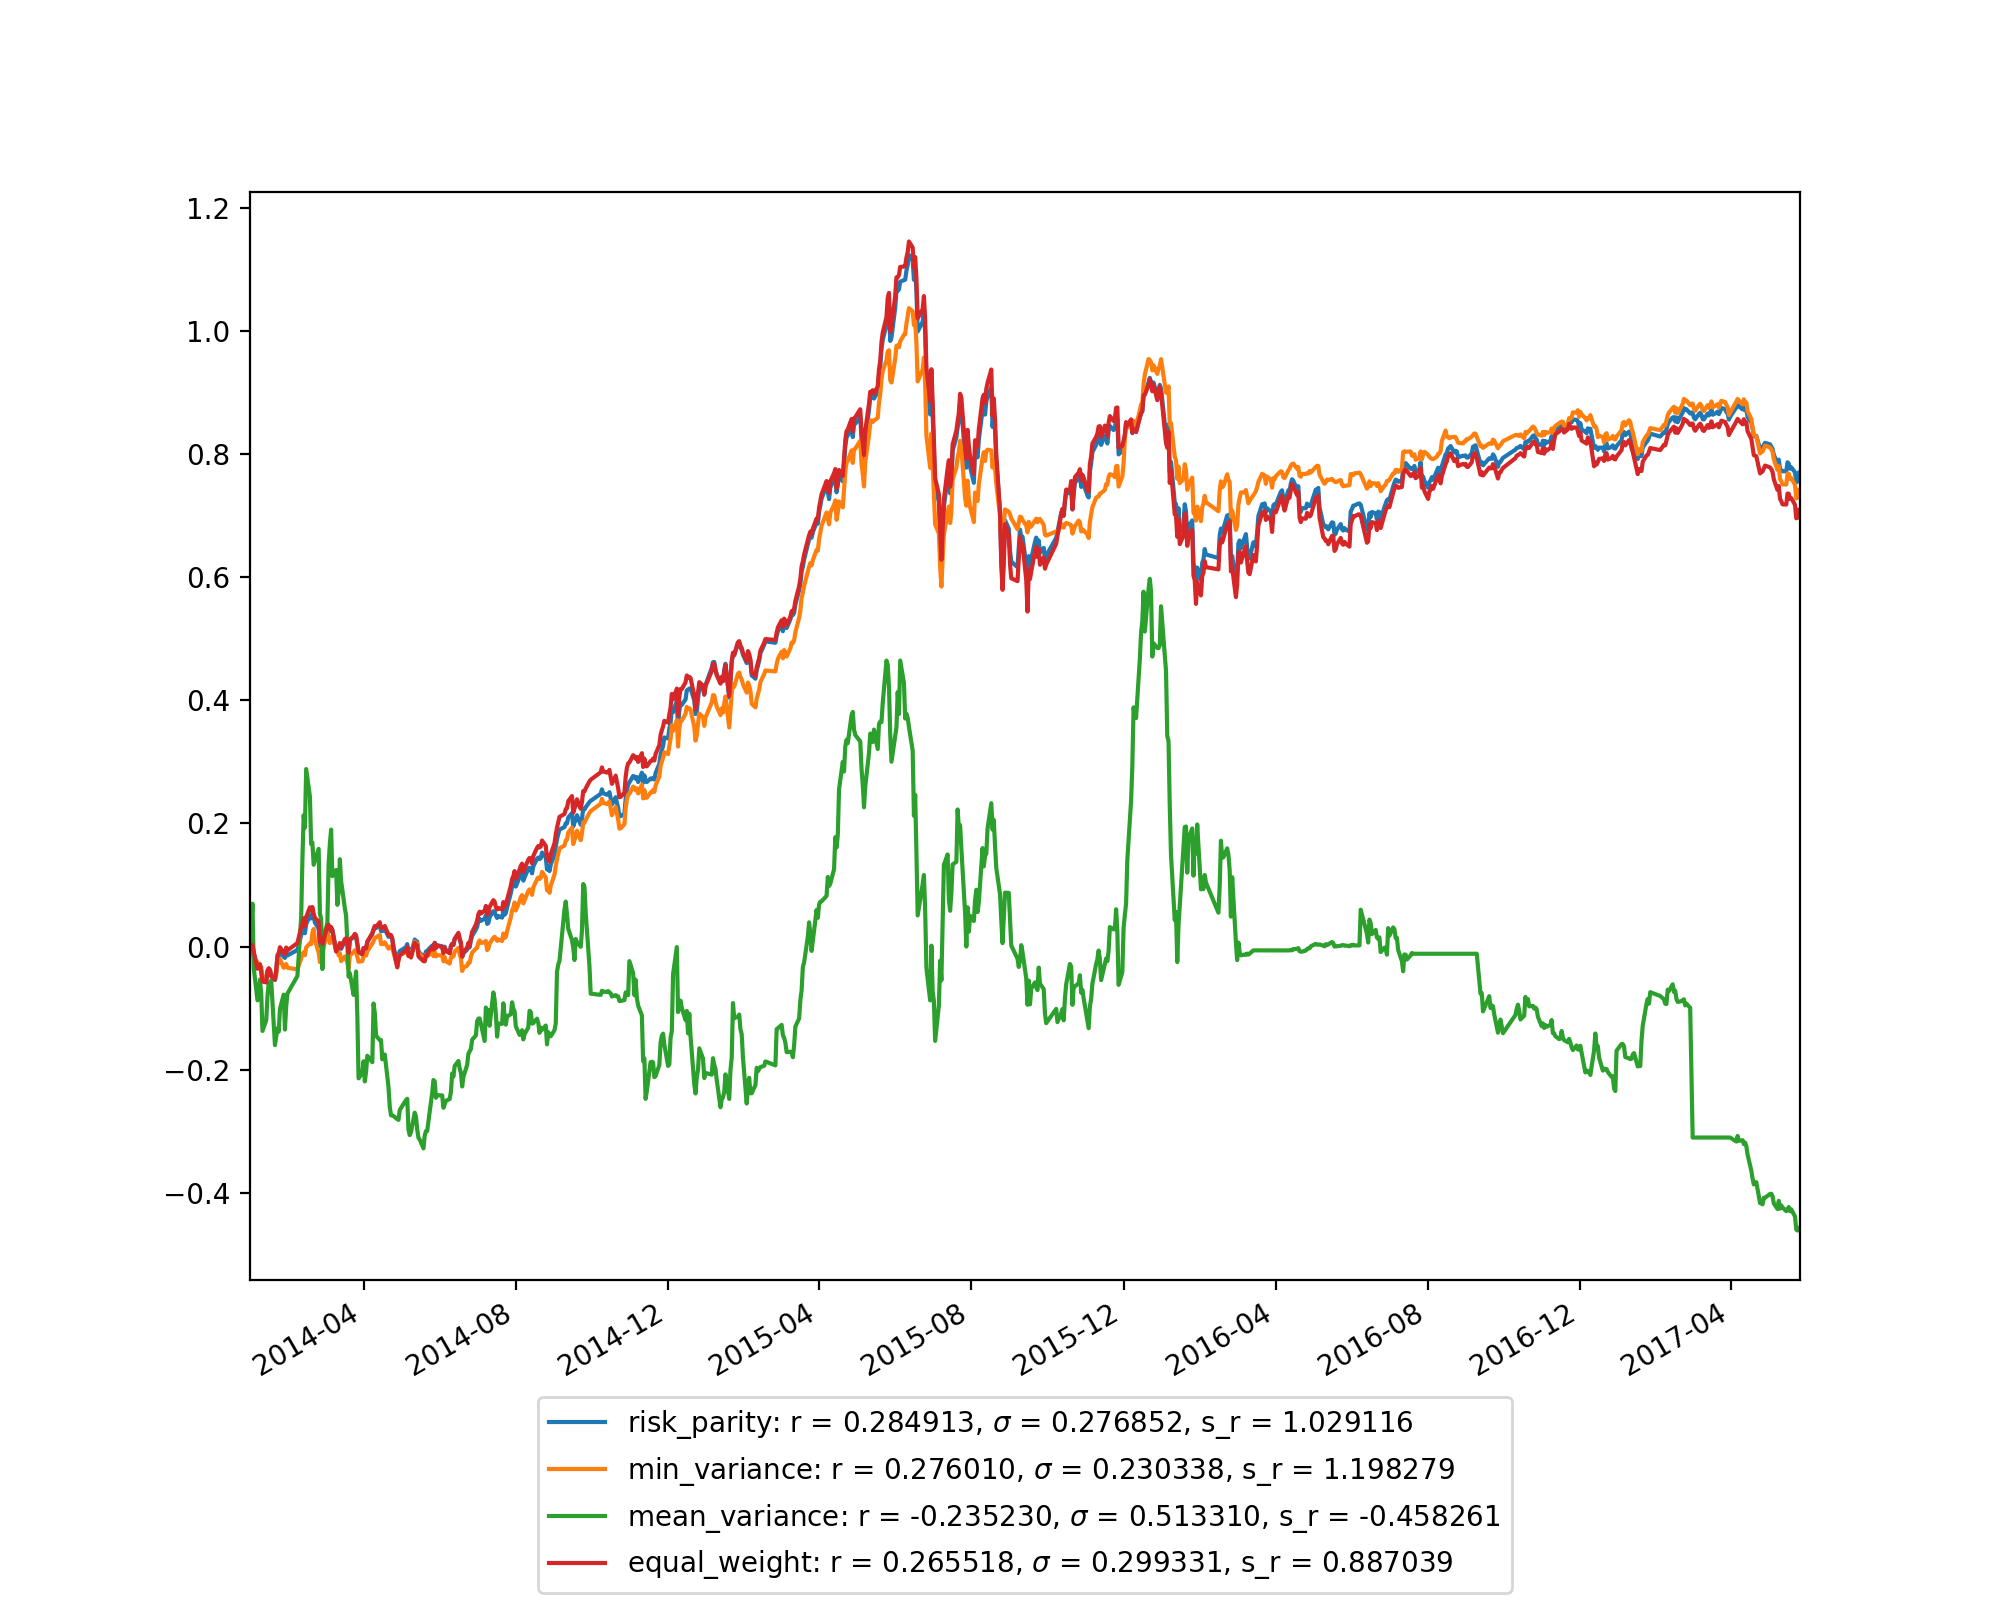 1.2
1.0
0.8
0.6
0.4
0.2
0.0
−0.2
−0.4
2014-04 2014-08 2014-12 2015-04 2015-08 2015-12 2016-04 2016-08 2016-12 2017-04
risk_parity: r = 0.284913, σ = 0.276852, s_r = 1.029116
min_variance: r = 0.276010, σ = 0.230338, s_r = 1.198279
mean_variance: r = -0.235230, σ = 0.513310, s_r = -0.458261
equal_weight: r = 0.265518, σ = 0.299331, s_r = 0.887039